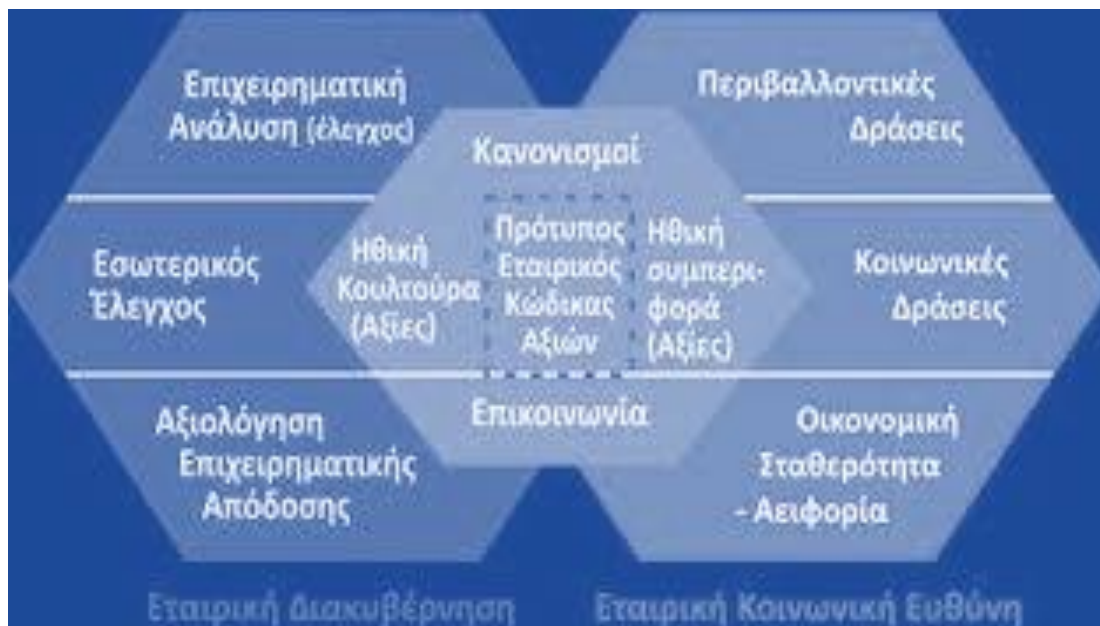 Επιχειρηματική
Ανάλυση (έλεγχος)
Εσωτερικός
Έλεγχος
Αξιολόγηση
Επιχειρηματικής
Απόδοσης
Κανονισμοί
Ηθική
Κουλτούρα
(Αξίες)
Πρότυπος
Εταιρικός
Κώδικας
Αξιών
Ηθική
συμπερι-
φορά
(Αξίες)
Επικοινωνία
Περιβαλλοντικές
Δράσεις
Κοινωνικές
Δράσεις
Οικονομική
Σταθερότητα
- Αειφορία
Εταιρική Διακυβέρνηση
Εταιρική Κοινωνική Ευθύνη